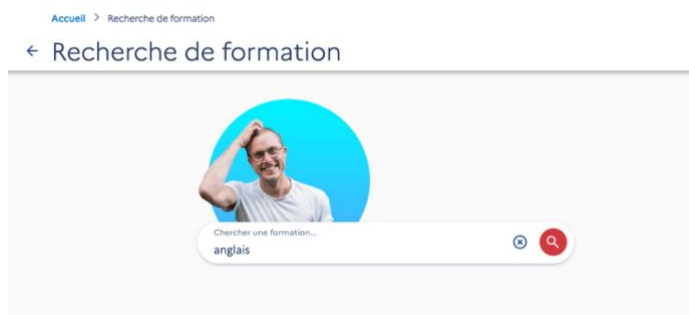 Accueil > Recherche de formation
← Recherche de formation
Chercher une formation...
anglais